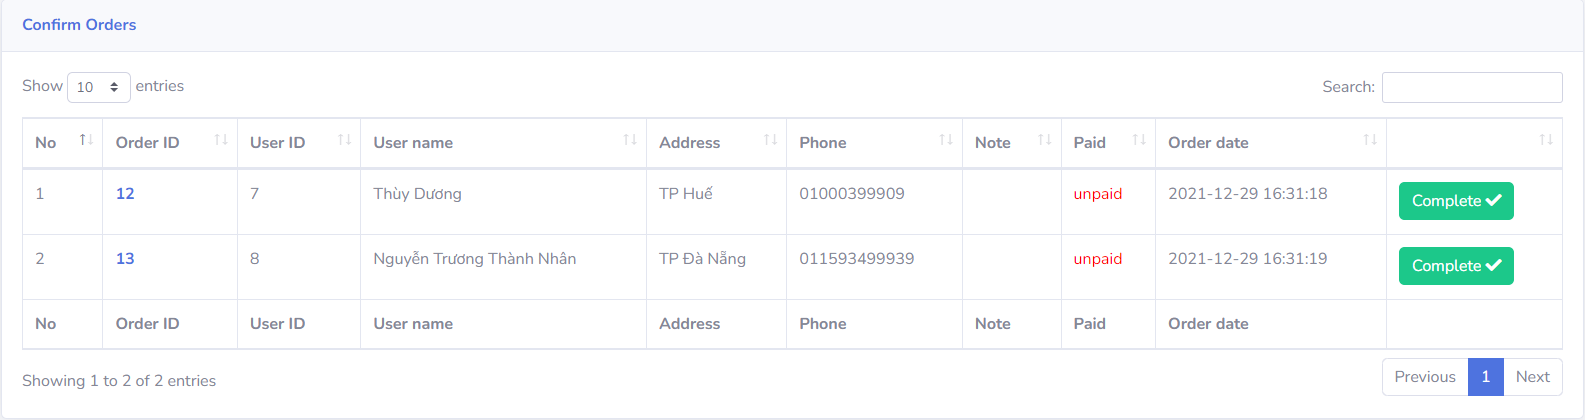 Confirm Orders
Show 10 entries Search:
No Order ID User ID User name Address Phone Note Paid Order date
1 12 7 Thùy Dương TP Huế 01000399909 unpaid 2021-12-29 16:31:18 Complete
2 13 8 Nguyễn Trương Thành Nhân TP Đà Nẵng 011593499939 unpaid 2021-12-29 16:31:19 Complete
No Order ID User ID User name Address Phone Note Paid Order date
Showing 1 to 2 of 2 entries Previous 1 Next